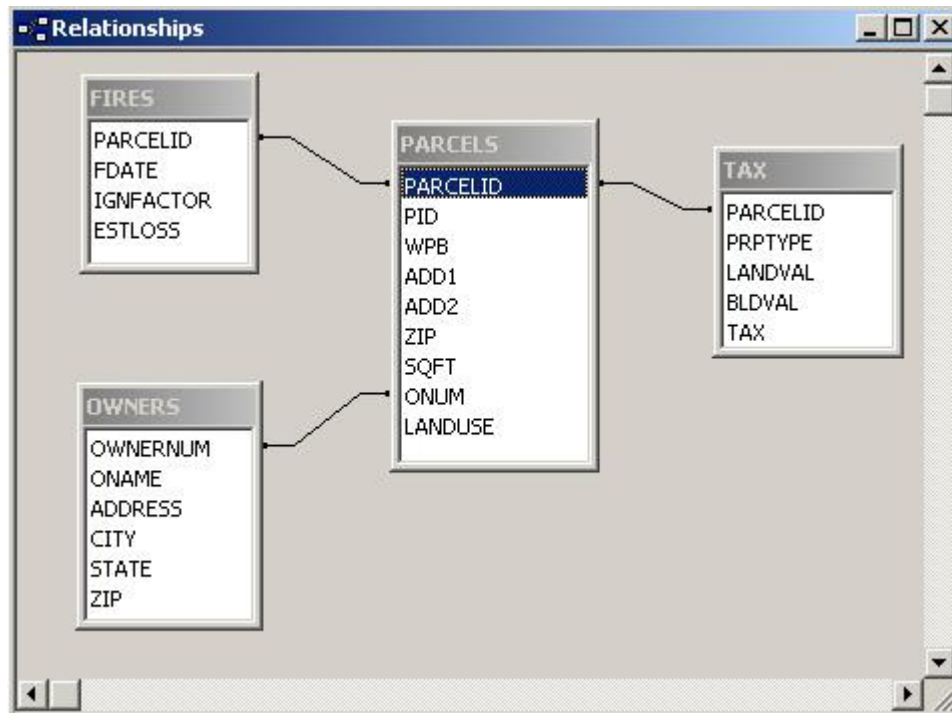 Relationships
FIRES
PARCELID
FDATE
IGNFACTOR
ESTLOSS
PARCELS
PARCELID
PID
WPB
ADD1
ADD2
ZIP
SQFT
ONUM
LANDUSE
TAX
PARCELID
PRPTYPE
LANDVAL
BLDVAL
TAX
OWNERS
OWNERNUM
ONAME
ADDRESS
CITY
STATE
ZIP